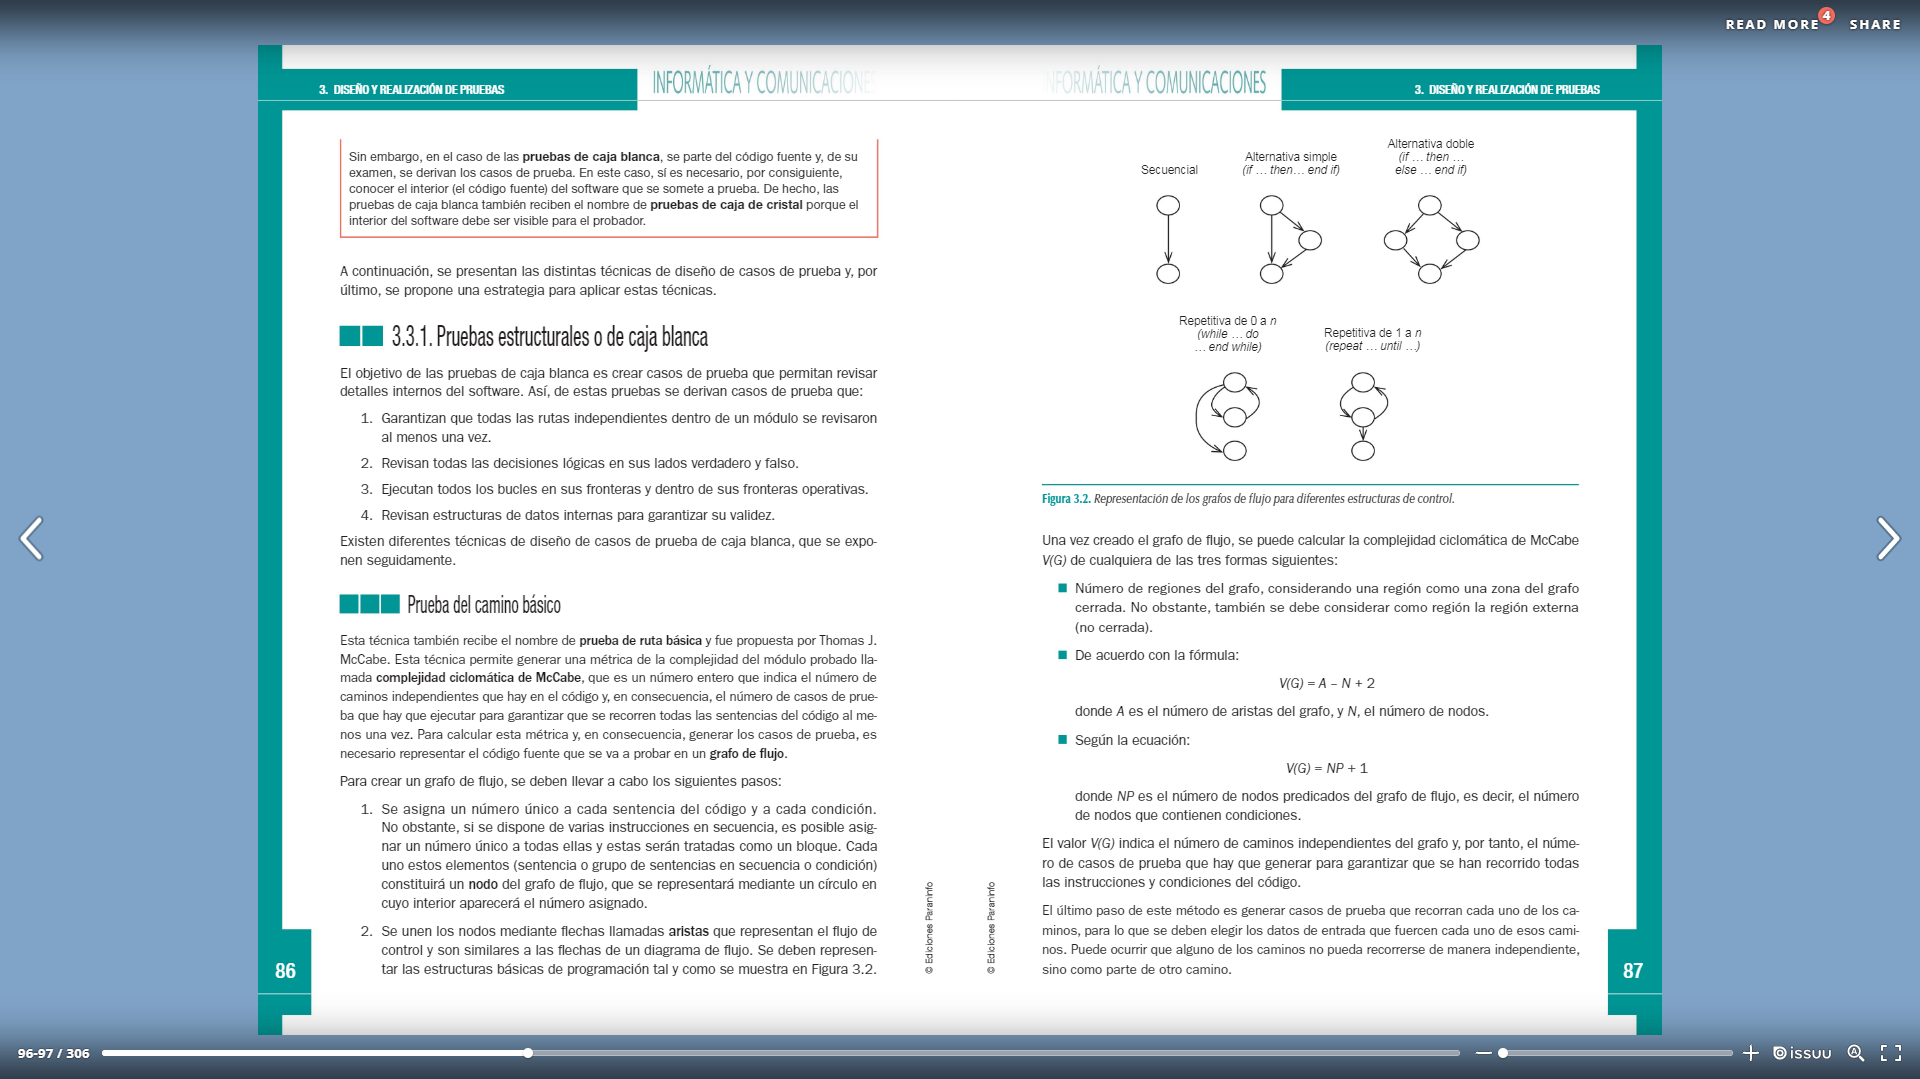 READ MORE
4
SHARE
3. DISEÑO Y REALIZACIÓN DE PRUEBAS
INFORMÁTICA Y COMUNICACIONES
Sin embargo, en el caso de las pruebas de caja blanca, se parte del código fuente y, de su
examen, se derivan los casos de prueba. En este caso, sí es necesario, por consiguiente,
conocer el interior (el código fuente) del software que se somete a prueba. De hecho, las
pruebas de caja blanca también reciben el nombre de pruebas de caja de cristal porque el
interior del software debe ser visible para el probador.
A continuación, se presentan las distintas técnicas de diseño de casos de prueba y, por
último, se propone una estrategia para aplicar estas técnicas.
3.3.1. Pruebas estructurales o de caja blanca
El objetivo de las pruebas de caja blanca es crear casos de prueba que permitan revisar
detalles internos del software. Así, de estas pruebas se derivan casos de prueba que:
1. Garantizan que todas las rutas independientes dentro de un módulo se revisaron
al menos una vez.
2. Revisan todas las decisiones lógicas en sus lados verdadero y falso.
3. Ejecutan todos los bucles en sus fronteras y dentro de sus fronteras operativas.
4. Revisan estructuras de datos internas para garantizar su validez.
Existen diferentes técnicas de diseño de casos de prueba de caja blanca, que se expo-
nen seguidamente.
Prueba del camino básico
Esta técnica también recibe el nombre de prueba de ruta básica y fue propuesta por Thomas J.
McCabe. Esta técnica permite generar una métrica de la complejidad del módulo probado lla-
mada complejidad ciclomática de McCabe, que es un número entero que indica el número de
caminos independientes que hay en el código y, en consecuencia, el número de casos de prue-
ba que hay que ejecutar para garantizar que se recorren todas las sentencias del código al me-
nos una vez. Para calcular esta métrica y, en consecuencia, generar los casos de prueba, es
necesario representar el código fuente que se va a probar en un grafo de flujo.
Para crear un grafo de flujo, se deben llevar a cabo los siguientes pasos:
1. Se asigna un número único a cada sentencia del código y a cada condición.
No obstante, si se dispone de varias instrucciones en secuencia, es posible asig-
nar un número único a todas ellas y estas serán tratadas como un bloque. Cada
uno estos elementos (sentencia o grupo de sentencias en secuencia o condición)
constituirá un nodo del grafo de flujo, que se representará mediante un círculo en
cuyo interior aparecerá el número asignado.
2. Se unen los nodos mediante flechas llamadas aristas que representan el flujo de
control y son similares a las flechas de un diagrama de flujo. Se deben represen-
tar las estructuras básicas de programación tal y como se muestra en Figura 3.2.
© Ediciones Paraninfo
86
INFORMÁTICA Y COMUNICACIONES
3. DISEÑO Y REALIZACIÓN DE PRUEBAS
Secuencial
Alternativa simple
(if … then… end if)
Alternativa doble
(if … then …
else … end if)
Repetitiva de 0 a n
(while … do
… end while)
Repetitiva de 1 a n
(repeat … until …)
Figura 3.2. Representación de los grafos de flujo para diferentes estructuras de control.
Una vez creado el grafo de flujo, se puede calcular la complejidad ciclomática de McCabe
V(G) de cualquiera de las tres formas siguientes:
Número de regiones del grafo, considerando una región como una zona del grafo
cerrada. No obstante, también se debe considerar como región la región externa
(no cerrada).
De acuerdo con la fórmula:
V(G) = A – N + 2
donde A es el número de aristas del grafo, y N, el número de nodos.
Según la ecuación:
V(G) = NP + 1
donde NP es el número de nodos predicados del grafo de flujo, es decir, el número
de nodos que contienen condiciones.
El valor V(G) indica el número de caminos independientes del grafo y, por tanto, el núme-
ro de casos de prueba que hay que generar para garantizar que se han recorrido todas
las instrucciones y condiciones del código.
El último paso de este método es generar casos de prueba que recorran cada uno de los ca-
minos, para lo que se deben elegir los datos de entrada que fuercen cada uno de esos cami-
nos. Puede ocurrir que alguno de los caminos no pueda recorrerse de manera independiente,
sino como parte de otro camino.
© Ediciones Paraninfo
87
96-97 / 306
issuu